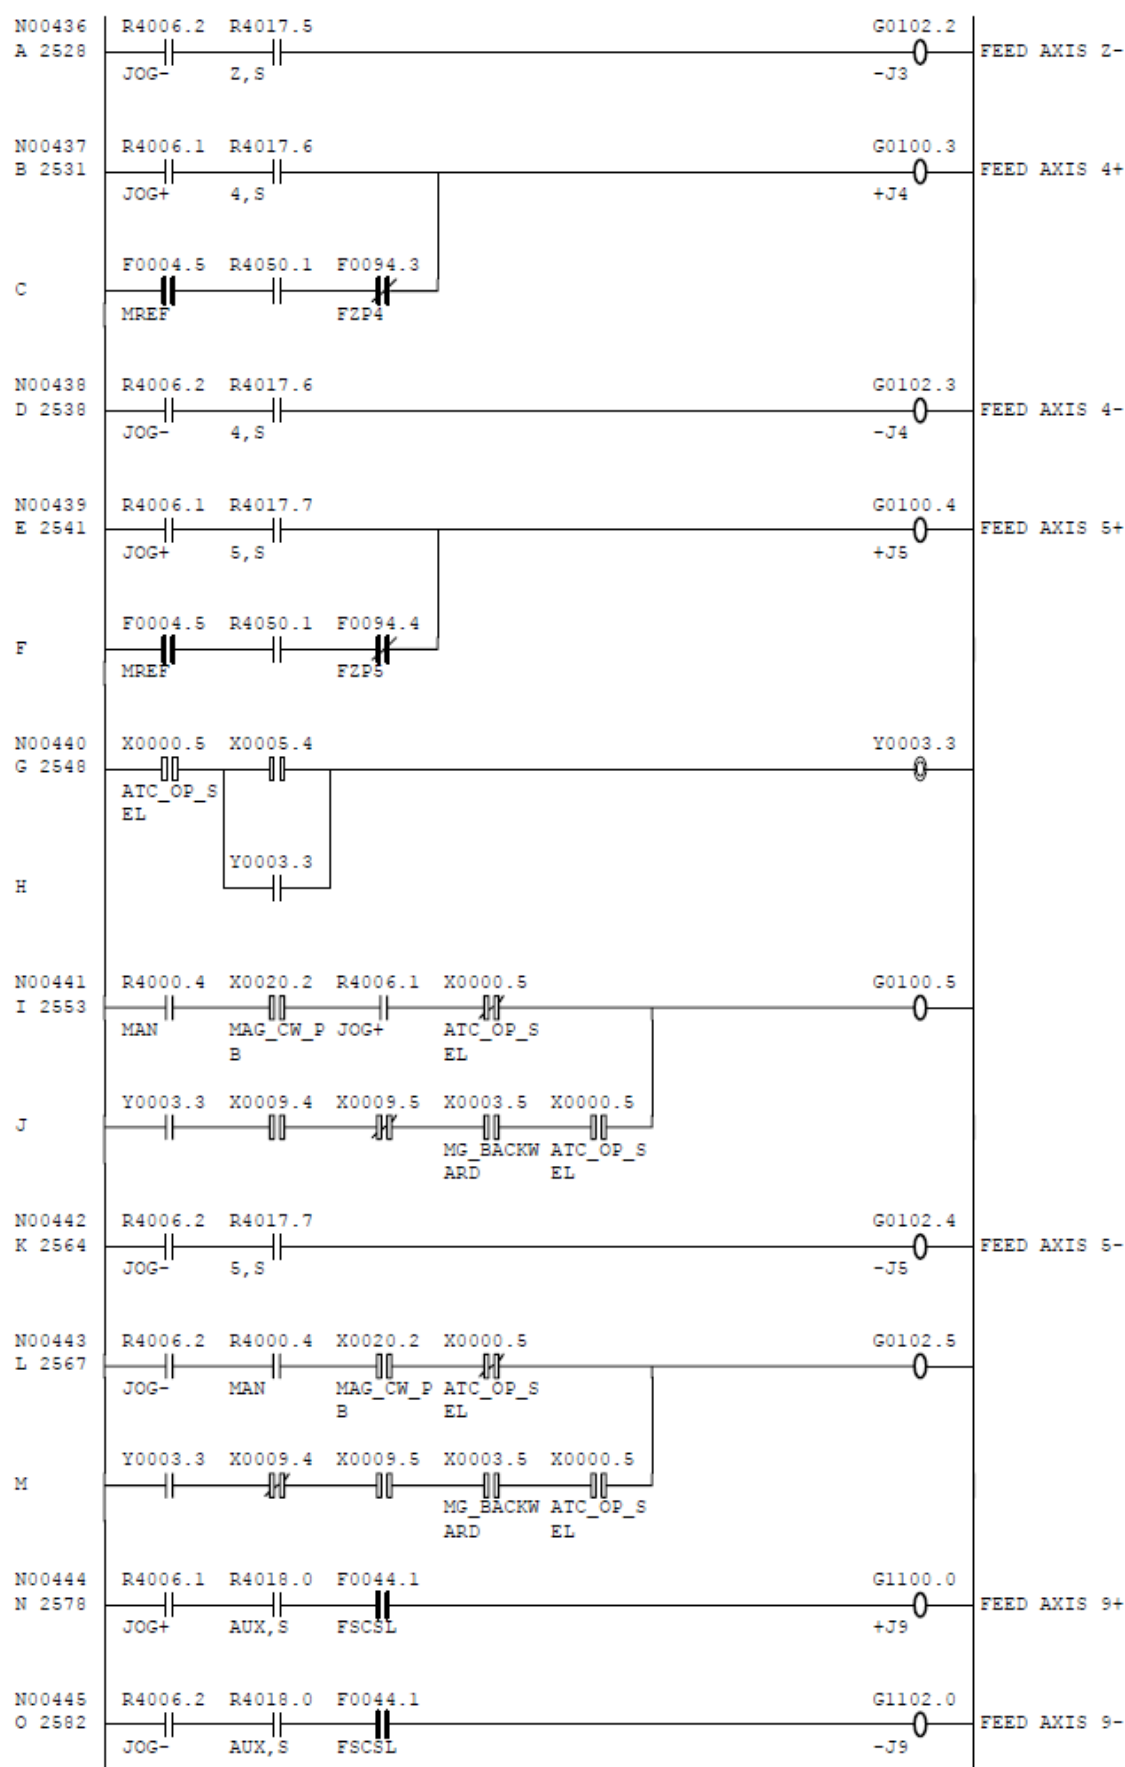 N00436 R4006.2 R4017.5 G0102.2
A 2528 FEED AXIS Z-
JOG- Z,S -J3
N00437 R4006.1 R4017.6 G0100.3
B 2531 FEED AXIS 4+
JOG+ 4,S +J4
F0004.5 R4050.1 F0094.3
C
MREF FZP4
N00438 R4006.2 R4017.6 G0102.3
D 2538 FEED AXIS 4-
JOG- 4,S -J4
N00439 R4006.1 R4017.7 G0100.4
E 2541 FEED AXIS 5+
JOG+ 5,S +J5
F0004.5 R4050.1 F0094.4
F
MREF FZP5
N00440 X0000.5 X0005.4 Y0003.3
G 2548
ATC_OP_S
EL
Y0003.3
H
N00441 R4000.4 X0020.2 R4006.1 X0000.5 G0100.5
I 2553
MAN MAG_CW_P JOG+ ATC_OP_S
B EL
Y0003.3 X0009.4 X0009.5 X0003.5 X0000.5
J
MG_BACKW ATC_OP_S
ARD EL
N00442 R4006.2 R4017.7 G0102.4
K 2564 FEED AXIS 5-
JOG- 5,S -J5
N00443 R4006.2 R4000.4 X0020.2 X0000.5 G0102.5
L 2567
JOG- MAN MAG_CW_P ATC_OP_S
B EL
Y0003.3 X0009.4 X0009.5 X0003.5 X0000.5
M
MG_BACKW ATC_OP_S
ARD EL
N00444 R4006.1 R4018.0 F0044.1 G1100.0
N 2578 FEED AXIS 9+
JOG+ AUX,S FSCSL +J9
N00445 R4006.2 R4018.0 F0044.1 G1102.0
O 2582 FEED AXIS 9-
JOG- AUX,S FSCSL -J9